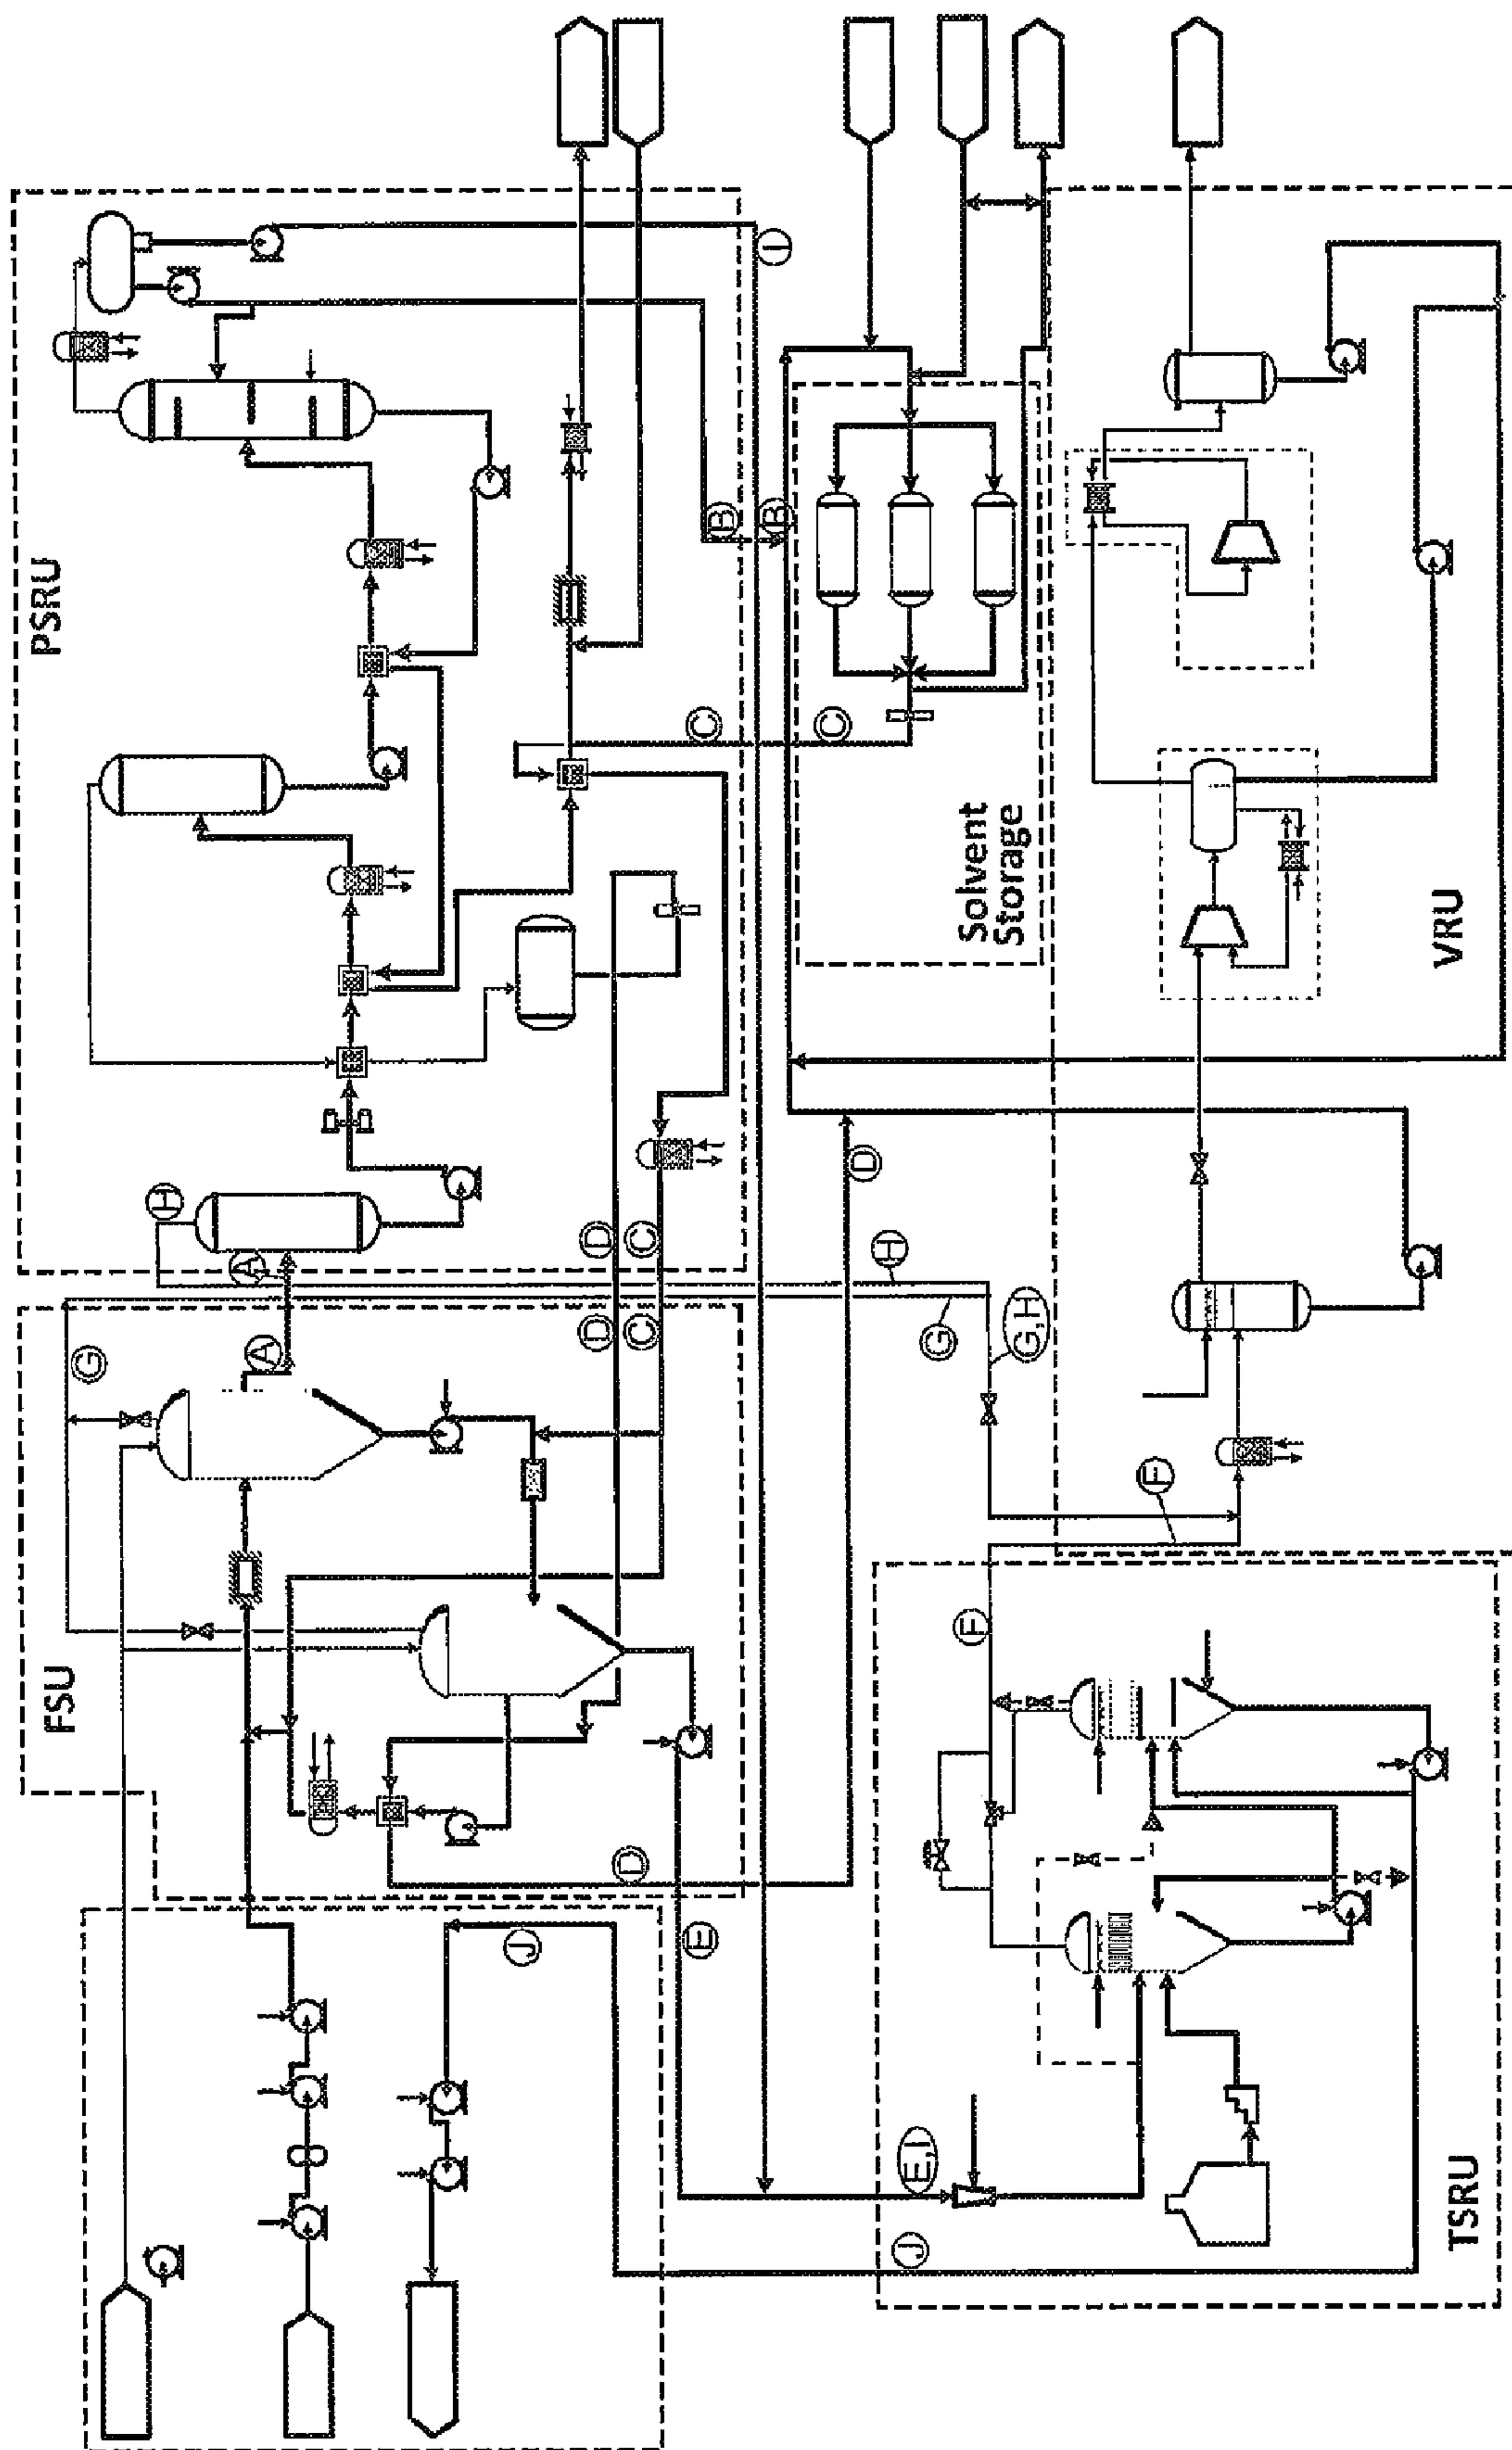 PSRU
H
A
A
G
FSU
D
C
D
C
C
C
B
B
I
Solvent
Storage
D
H
G
G,H
F
F
VRU
D
E
J
E,I
J
TSRU